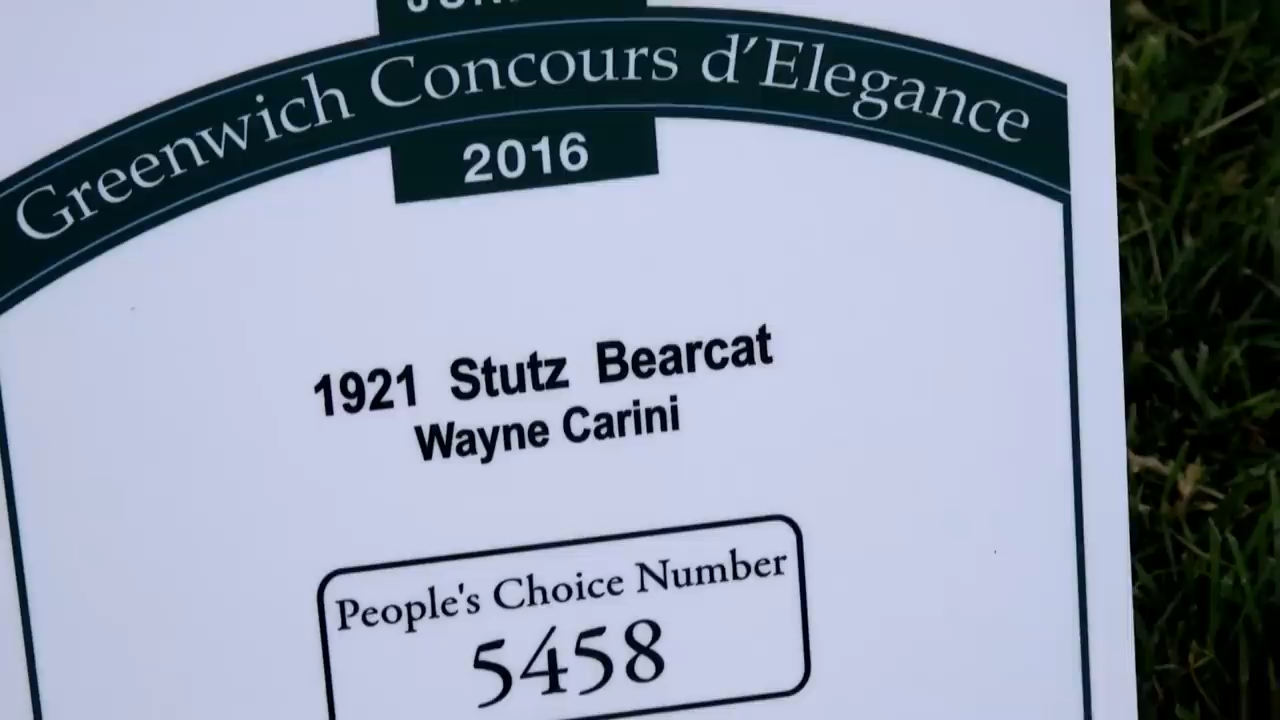 Greenwich Concours d'Elegance
2016
1921 Stutz Bearcat
Wayne Carini
People's Choice Number
5458